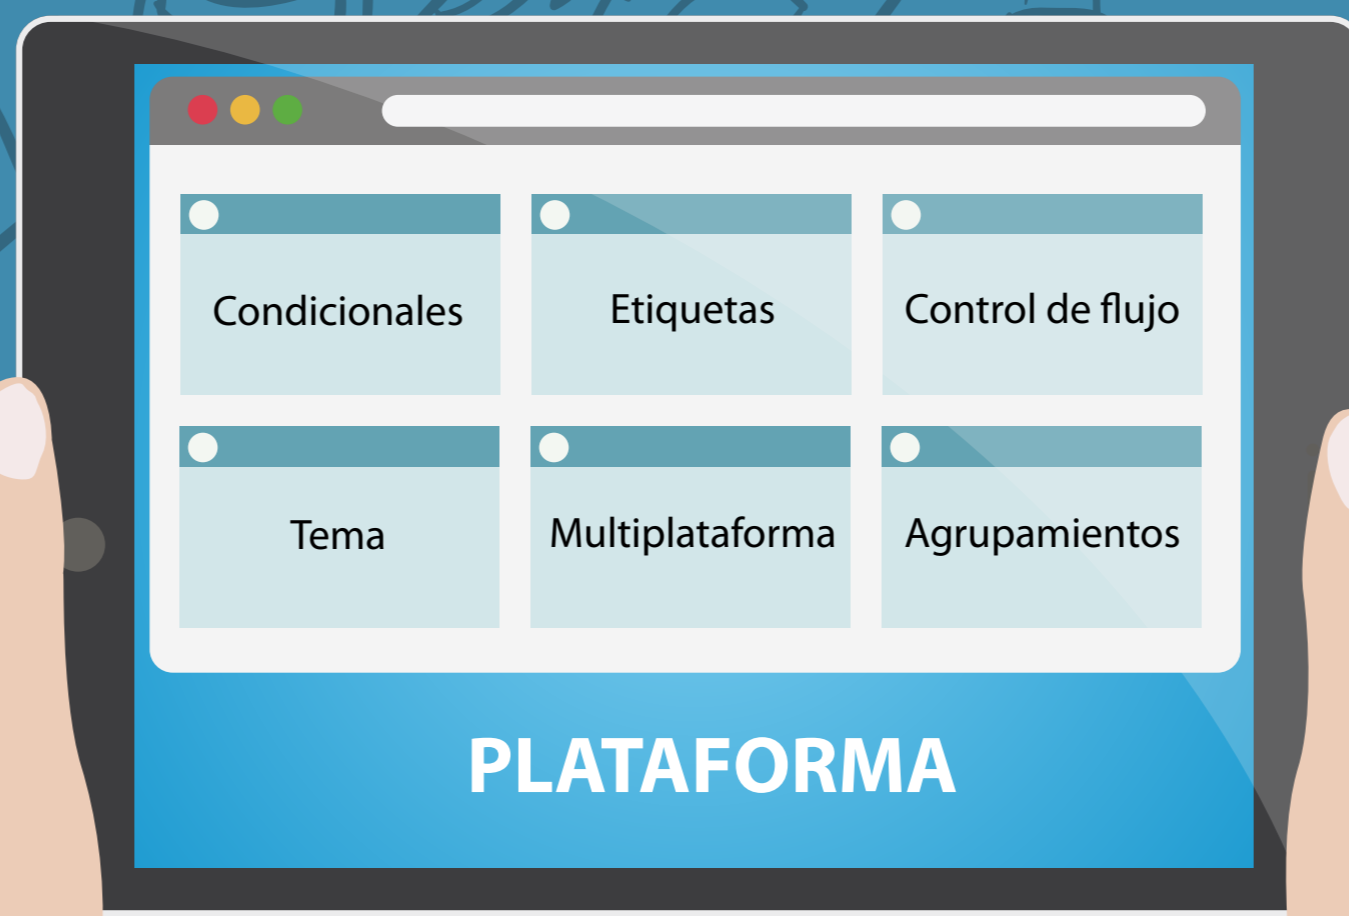 Condicionales
Etiquetas
Control de flujo
Tema
Multiplataforma
Agrupamientos
PLATAFORMA